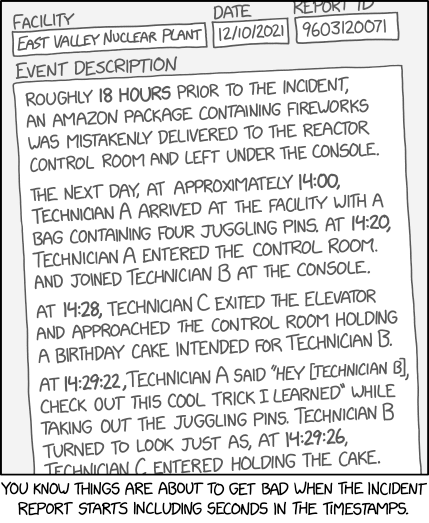 FACILITY
DATE
REPORT ID
EAST VALLEY NUCLEAR PLANT
12/10/2021
9603120071
EVENT DESCRIPTION
ROUGHLY 18 HOURS PRIOR TO THE INCIDENT,
AN AMAZON PACKAGE CONTAINING FIREWORKS
WAS MISTAKENLY DELIVERED TO THE REACTOR
CONTROL ROOM AND LEFT UNDER THE CONSOLE.
THE NEXT DAY, AT APPROXIMATELY 14:00,
TECHNICIAN A ARRIVED AT THE FACILITY WITH A
BAG CONTAINING FOUR JUGGLING PINS. AT 14:20,
TECHNICIAN A ENTERED THE CONTROL ROOM.
AND JOINED TECHNICIAN B AT THE CONSOLE.
AT 14:28, TECHNICIAN C EXITED THE ELEVATOR
AND APPROACHED THE CONTROL ROOM HOLDING
A BIRTHDAY CAKE INTENDED FOR TECHNICIAN B.
AT 14:29:22, TECHNICIAN A SAID "HEY [TECHNICIAN B],
CHECK OUT THIS COOL TRICK I LEARNED" WHILE
TAKING OUT THE JUGGLING PINS. TECHNICIAN B
TURNED TO LOOK JUST AS, AT 14:29:26,
TECHNICIAN C ENTERED HOLDING THE CAKE.
YOU KNOW THINGS ARE ABOUT TO GET BAD WHEN THE INCIDENT
REPORT STARTS INCLUDING SECONDS IN THE TIMESTAMPS.